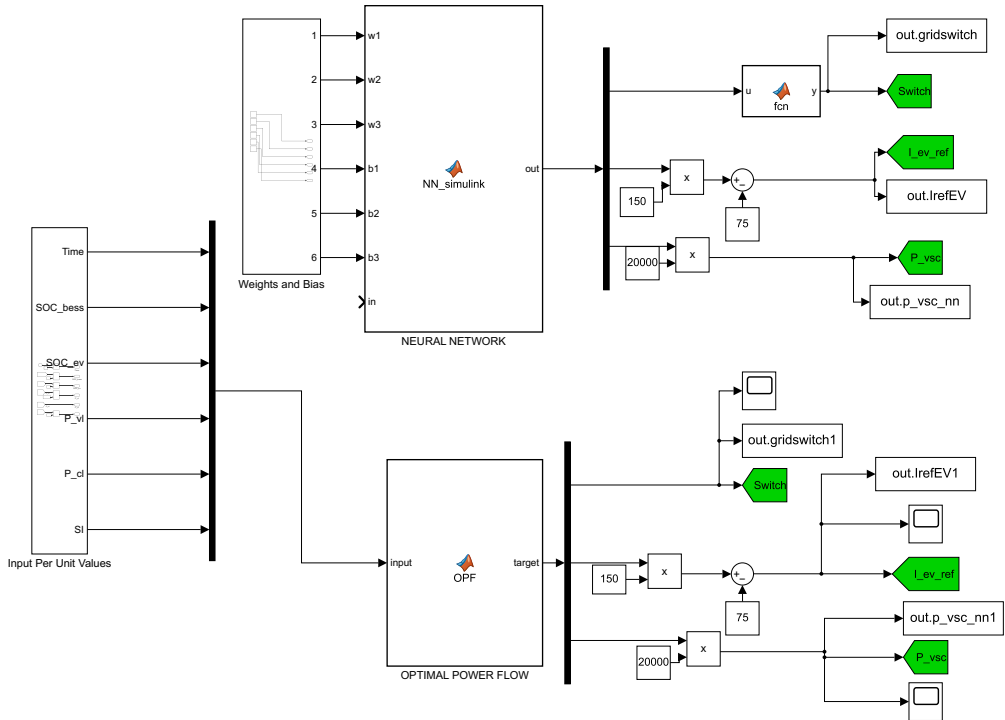 1
2
3
4
5
6
Weights and Bias
w1
w2
w3
b1
b2
b3
in
NN_simulink
out
NEURAL NETWORK
u
fcn
y
out.gridswitch
Switch
150
x
+
−
75
I_ev_ref
out.IrefEV
20000
x
P_vsc
out.p_vsc_nn
Time
SOC_bess
SOC_ev
P_vl
P_cl
SI
Input Per Unit Values
input
OPF
target
OPTIMAL POWER FLOW
out.gridswitch1
Switch
150
x
+
−
75
out.IrefEV1
I_ev_ref
20000
x
out.p_vsc_nn1
P_vsc